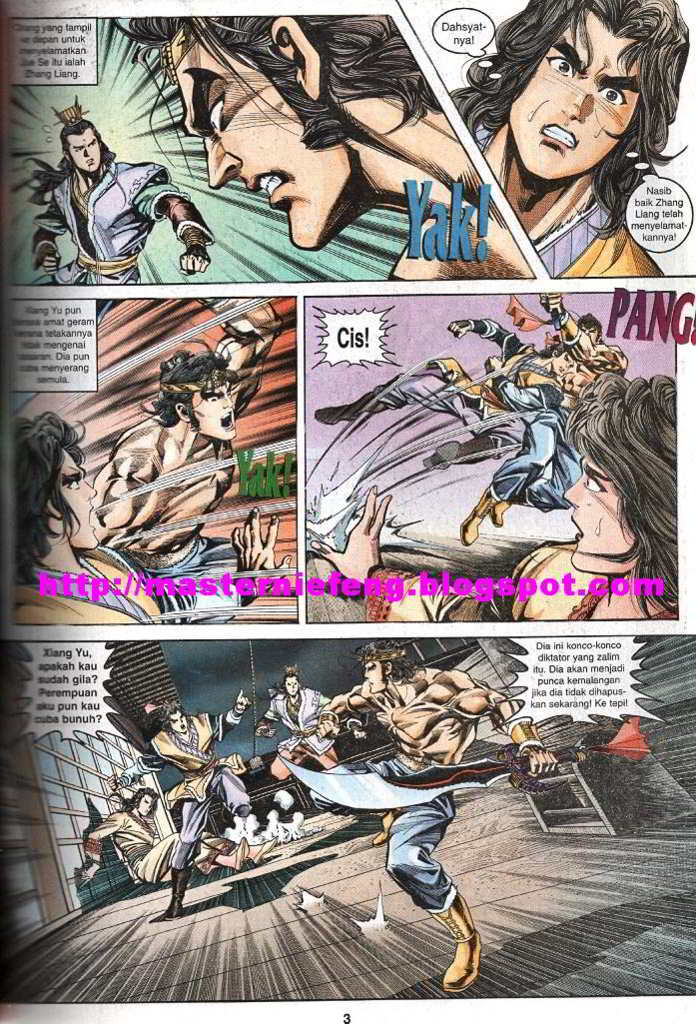 Orang yang tampil
ke depan untuk
menyelamatkan
Jue Se itu ialah
Zhang Liang.
Dahsyat-
nya!
Nasib
baik Zhang
Liang telah
menyelamat-
kannya!
Yak!
Xiang Yu pun
berasa amat geram
kerana tetakannya
tidak mengenai
sasaran. Dia pun
cuba menyerang
semula.
Yak!
Cis!
PANG!
http://masterniefeng.blogspot.com
Xiang Yu,
apakah kau
sudah gila?
Perempuan
aku pun kau
cuba bunuh?
Dia ini konco-konco
diktator yang zalim
itu. Dia akan menjadi
punca kemalangan
jika dia tidak dihapus-
kan sekarang! Ke tepi!
3